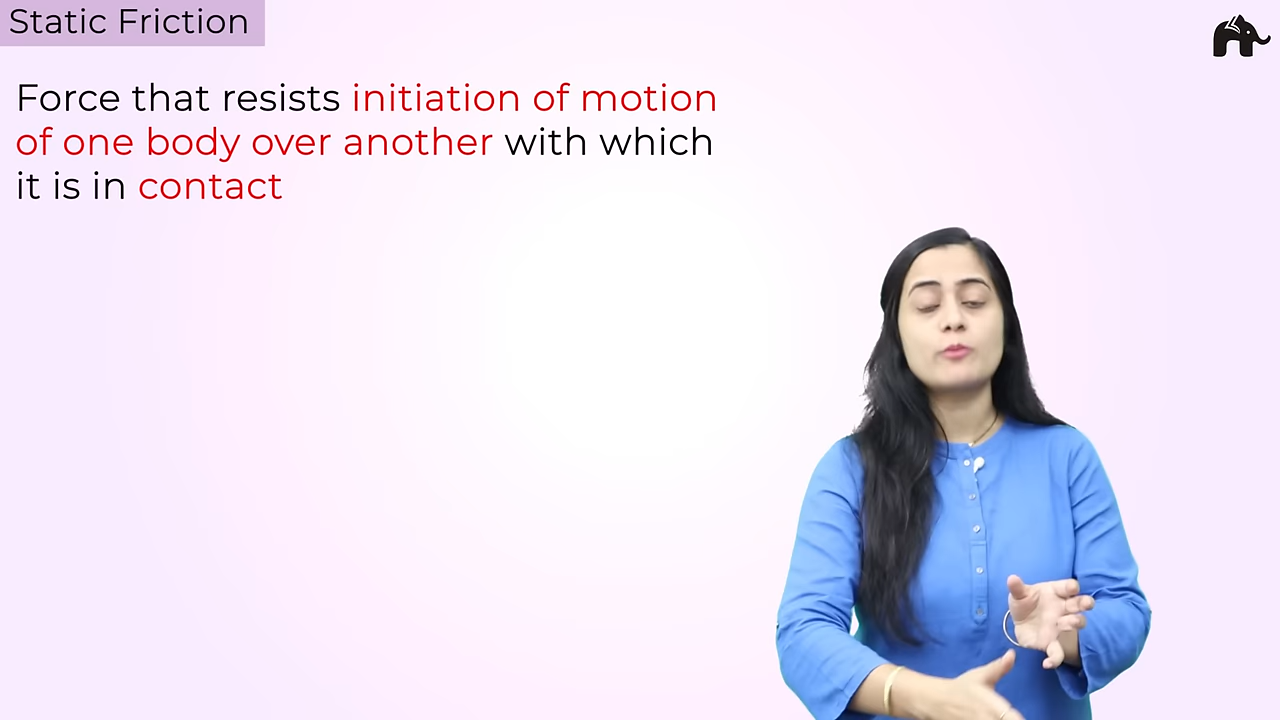 Static Friction
Force that resists initiation of motion
of one body over another with which
it is in contact